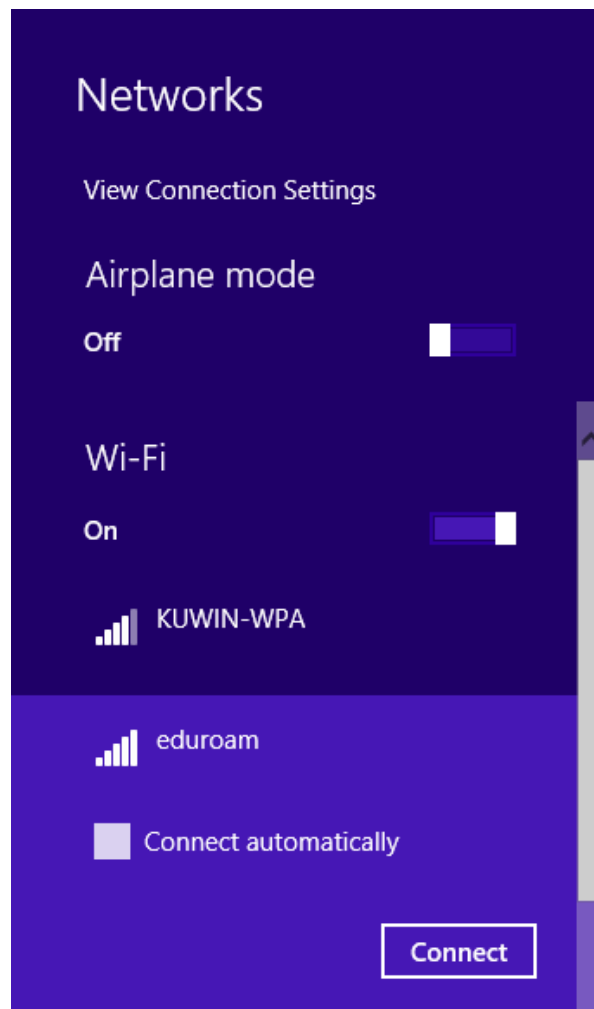 Networks
View Connection Settings
Airplane mode
Off
Wi-Fi
On
KUWIN-WPA
eduroam
Connect automatically
Connect